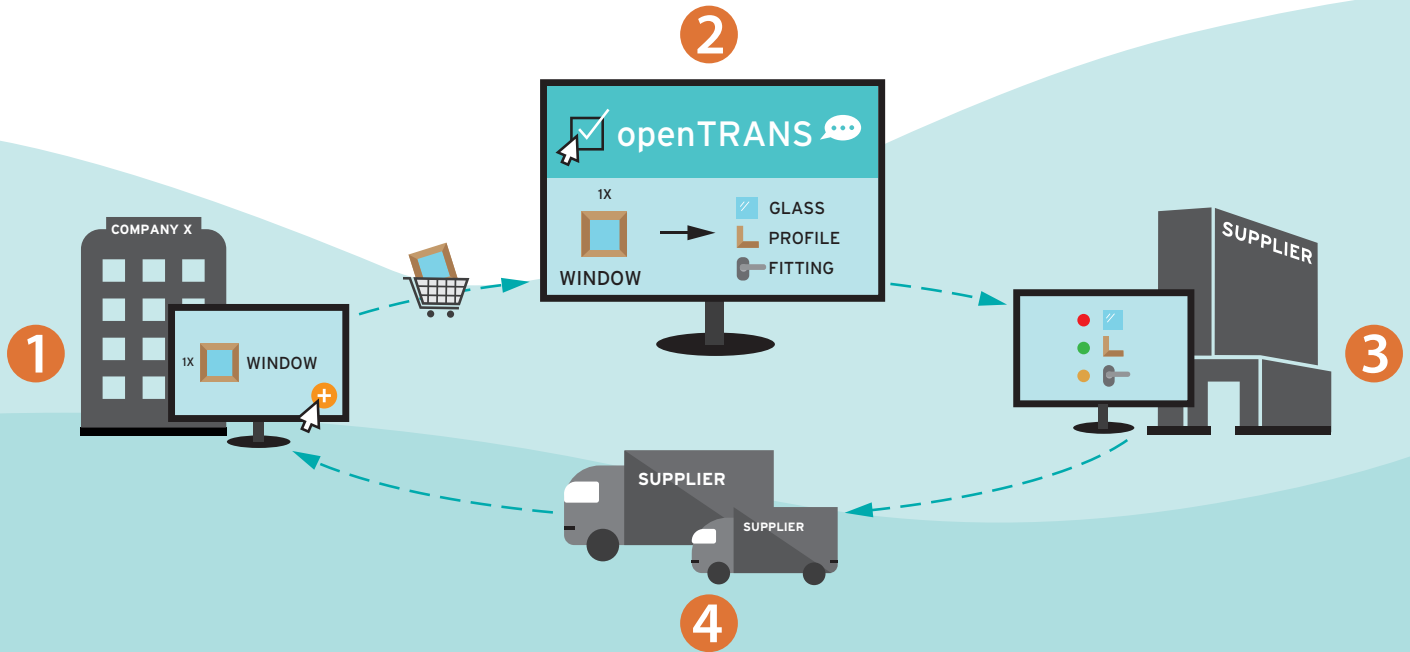 2
openTRANS
1X
WINDOW
GLASS
PROFILE
FITTING
COMPANY X
1
1X
WINDOW
+
SUPPLIER
3
SUPPLIER
SUPPLIER
4